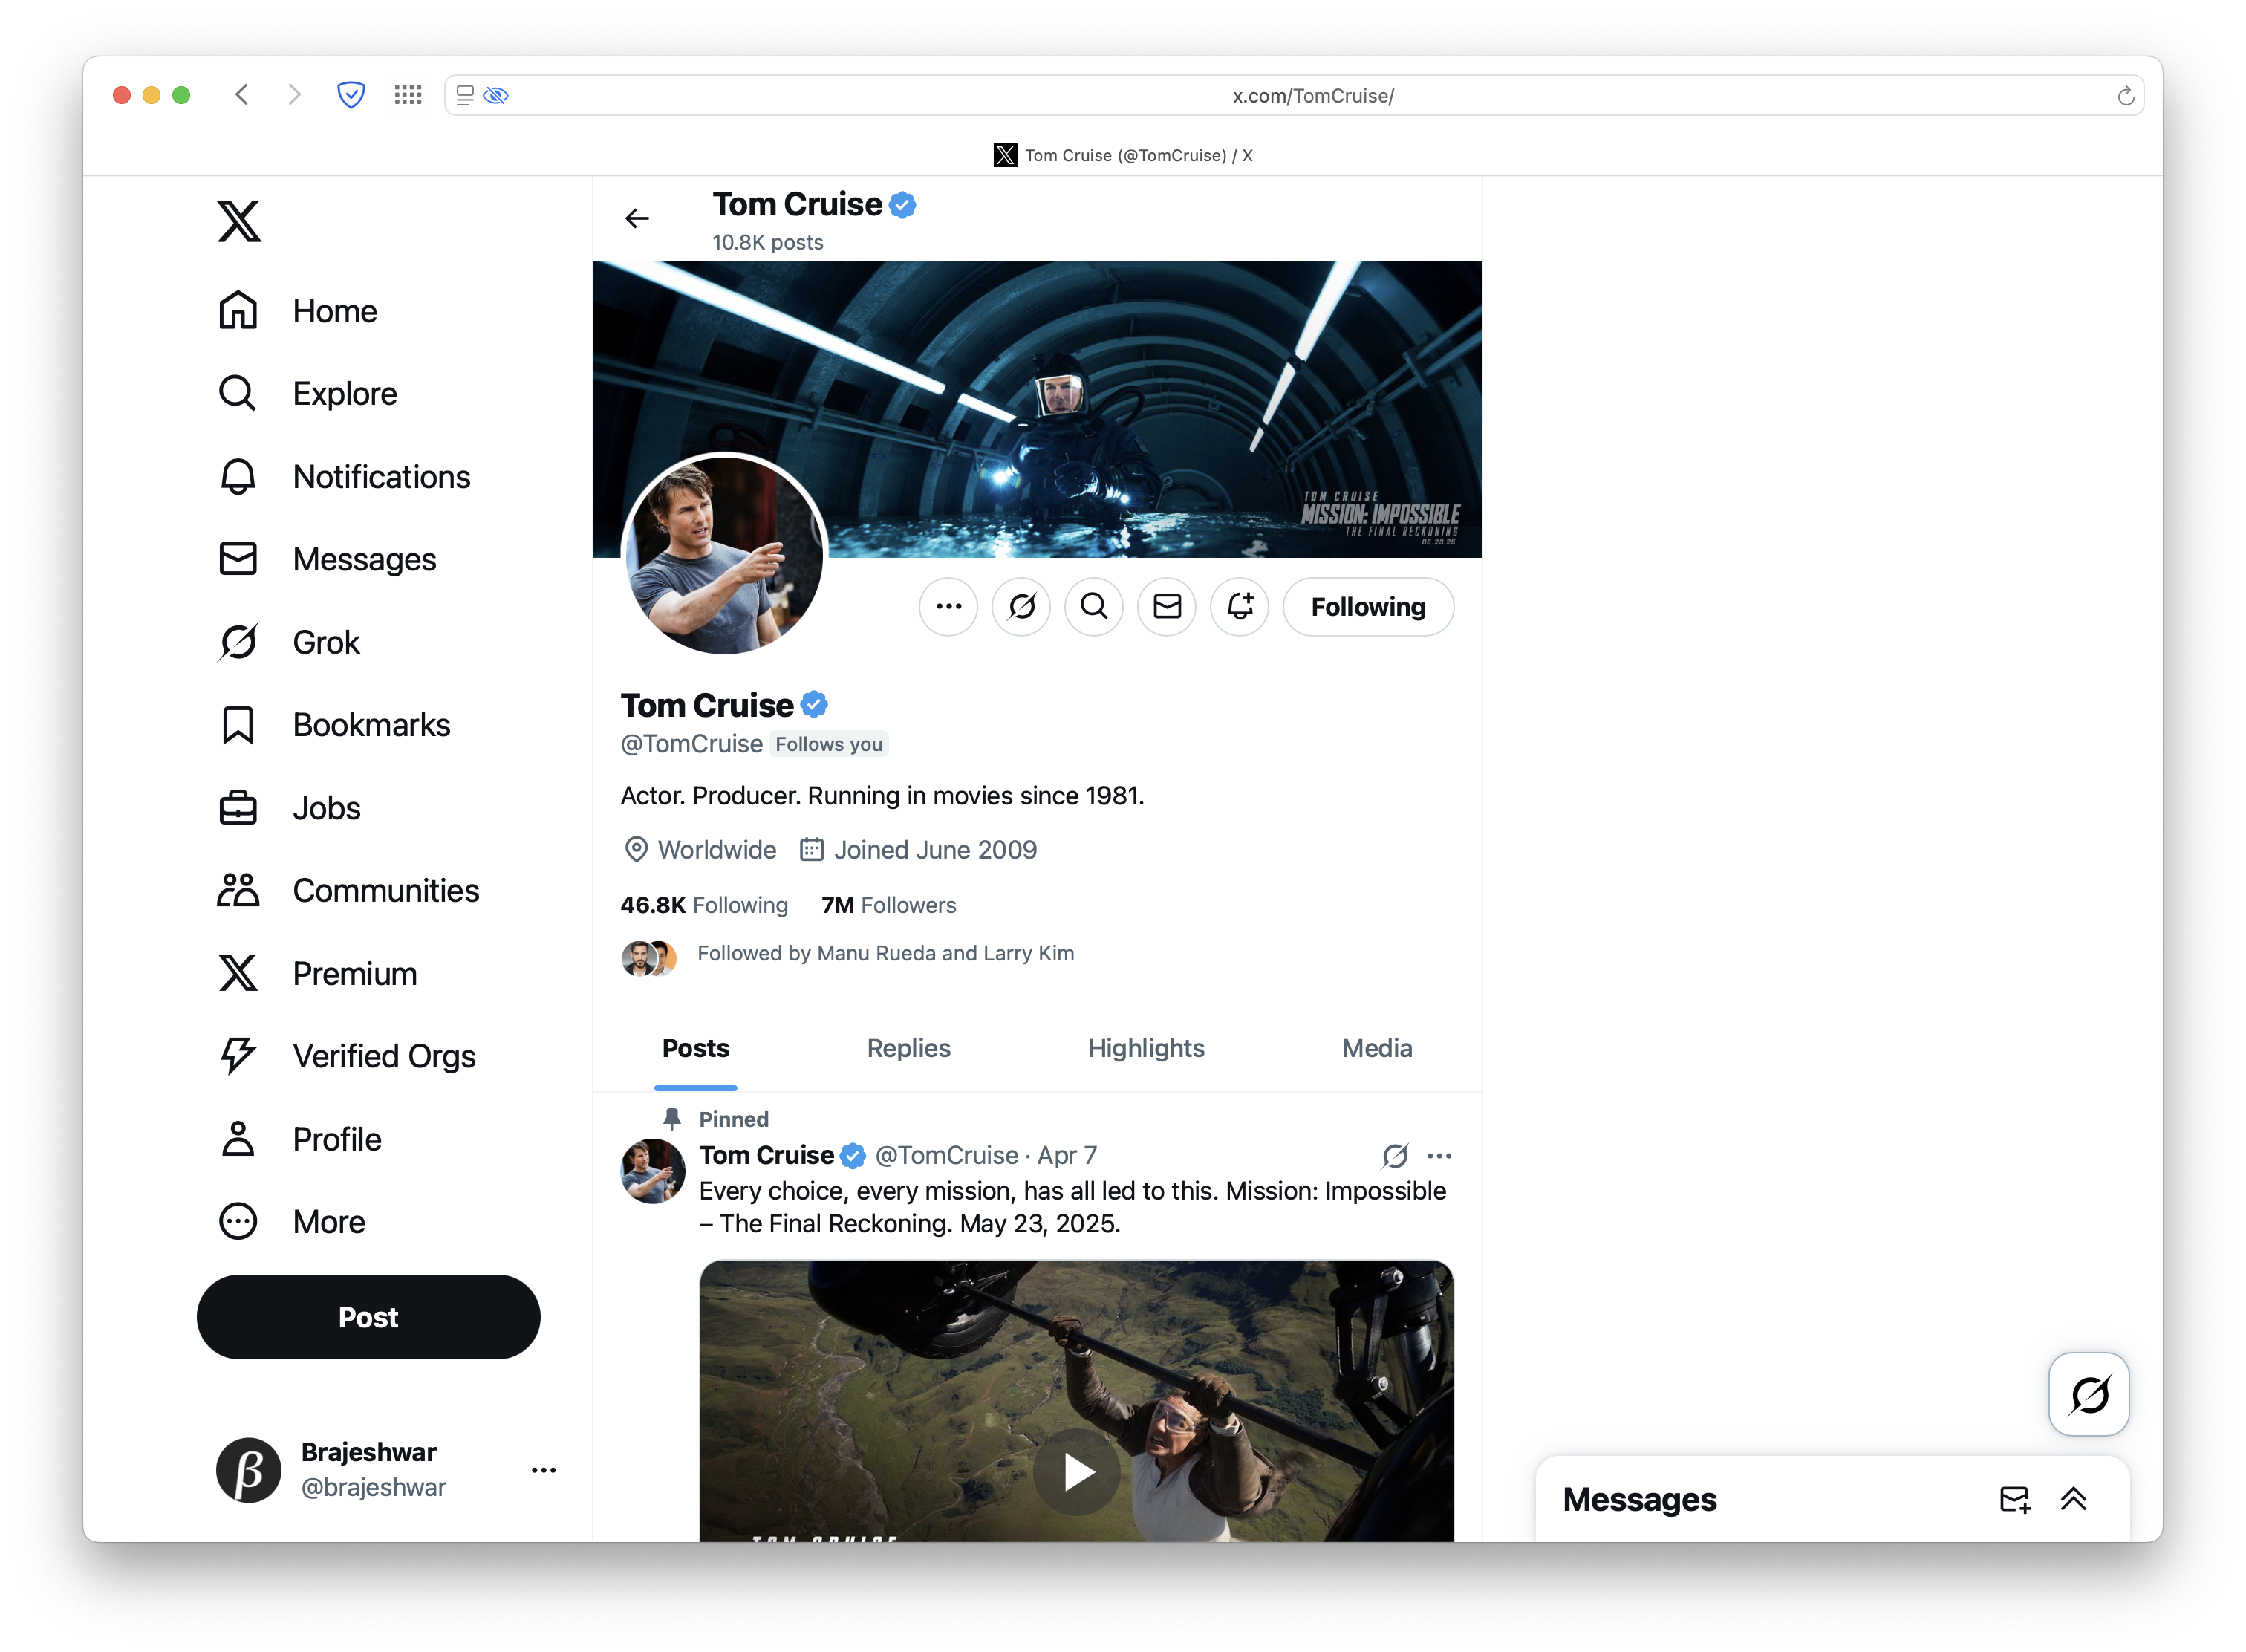 x.com/TomCruise/
Tom Cruise (@TomCruise) / X
Home
Explore
Notifications
Messages
Grok
Bookmarks
Jobs
Communities
Premium
Verified Orgs
Profile
More
Post
Brajeshwar
@brajeshwar
Tom Cruise
10.8K posts
TOM CRUISE
MISSION: IMPOSSIBLE
THE FINAL RECKONING
05.23.25
Following
Tom Cruise
@TomCruise Follows you
Actor. Producer. Running in movies since 1981.
Worldwide Joined June 2009
46.8K Following 7M Followers
Followed by Manu Rueda and Larry Kim
Posts Replies Highlights Media
Pinned
Tom Cruise @TomCruise · Apr 7
Every choice, every mission, has all led to this. Mission: Impossible
– The Final Reckoning. May 23, 2025.
TOM CRUISE
Messages